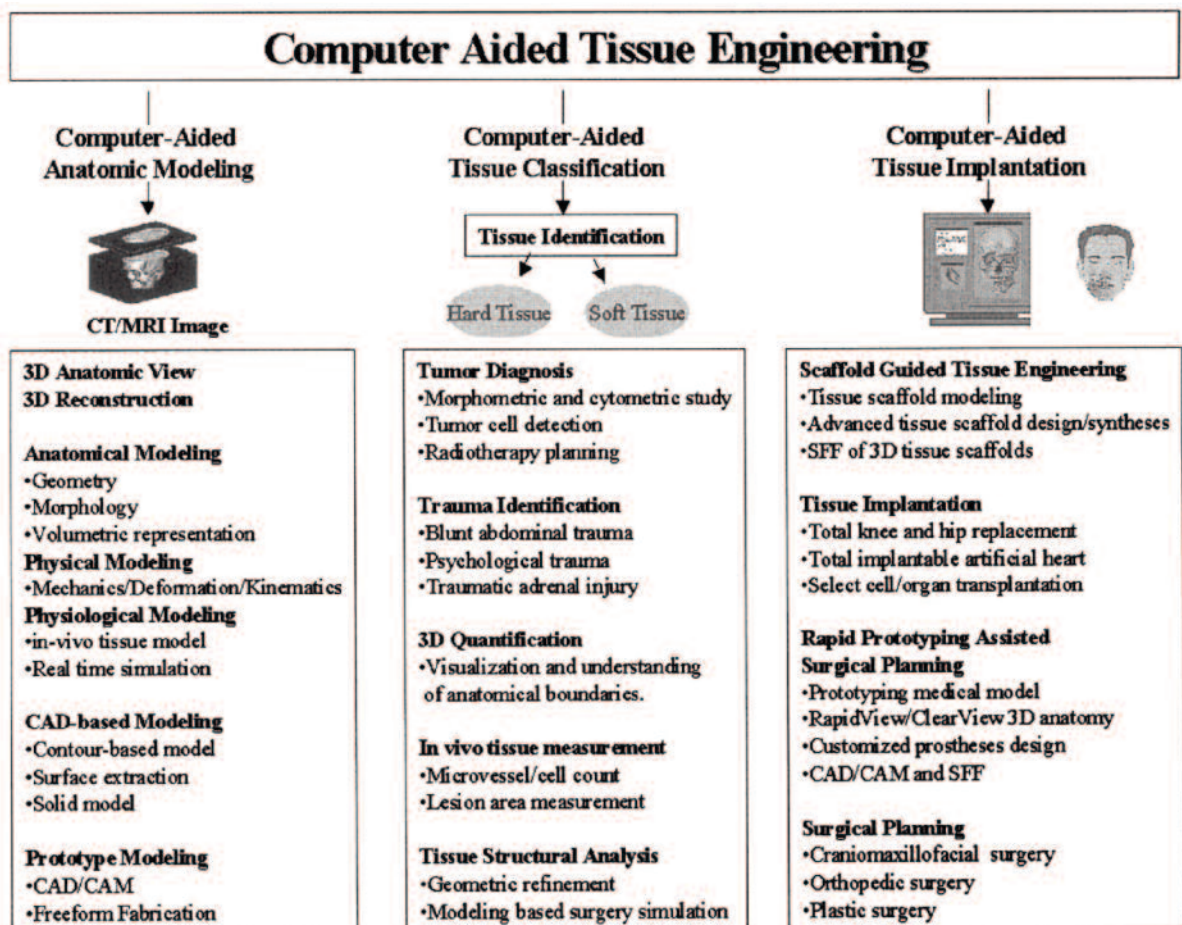 Computer Aided Tissue Engineering
Computer-Aided
Anatomic Modeling
CT/MRI Image
3D Anatomic View
3D Reconstruction
Anatomical Modeling
•Geometry
•Morphology
•Volumetric representation
Physical Modeling
•Mechanics/Deformation/Kinematics
Physiological Modeling
•in-vivo tissue model
•Real time simulation
CAD-based Modeling
•Contour-based model
•Surface extraction
•Solid model
Prototype Modeling
•CAD/CAM
•Freeform Fabrication
Computer-Aided
Tissue Classification
Tissue Identification
Hard Tissue
Soft Tissue
Tumor Diagnosis
•Morphometric and cytometric study
•Tumor cell detection
•Radiotherapy planning
Trauma Identification
•Blunt abdominal trauma
•Psychological trauma
•Traumatic adrenal injury
3D Quantification
•Visualization and understanding
of anatomical boundaries.
In vivo tissue measurement
•Microvessel/cell count
•Lesion area measurement
Tissue Structural Analysis
•Geometric refinement
•Modeling based surgery simulation
Computer-Aided
Tissue Implantation
Scaffold Guided Tissue Engineering
•Tissue scaffold modeling
•Advanced tissue scaffold design/syntheses
•SFF of 3D tissue scaffolds
Tissue Implantation
•Total knee and hip replacement
•Total implantable artificial heart
•Select cell/organ transplantation
Rapid Prototyping Assisted
Surgical Planning
•Prototyping medical model
•RapidView/ClearView 3D anatomy
•Customized prostheses design
•CAD/CAM and SFF
Surgical Planning
•Craniomaxillofacial surgery
•Orthopedic surgery
•Plastic surgery